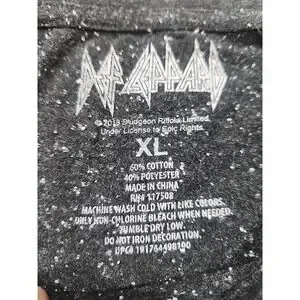 DEF LEPPARD
© 2018 Bludgeon Riffola Limited.
Under License to Epic Rights.
XL
60% COTTON
40% POLYESTER
MADE IN CHINA
RN# 117508
MACHINE WASH COLD WITH LIKE COLORS.
ONLY NON-CHLORINE BLEACH WHEN NEEDED.
TUMBLE DRY LOW.
DO NOT IRON DECORATION.
UPC# 191764498100